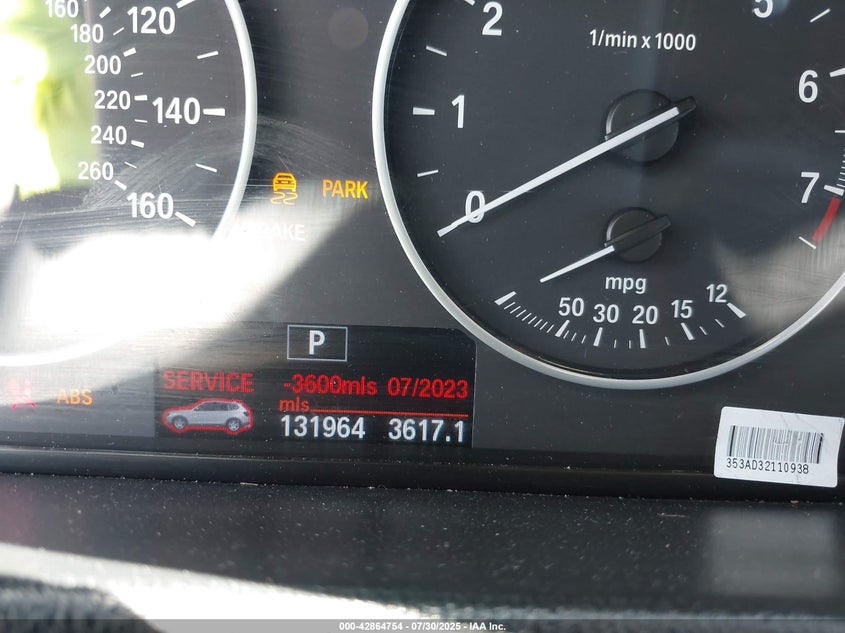 160
120
180
200
220
140
240
260
160
2
5
1/min x 1000
1
6
0
7
PARK
mpg
50 30 20 15 12
P
SERVICE -3600mls 07/2023
ABS
mls
131964 3617.1
353AD32110938
000-42864754 — 07/30/2025 — IAA Inc.